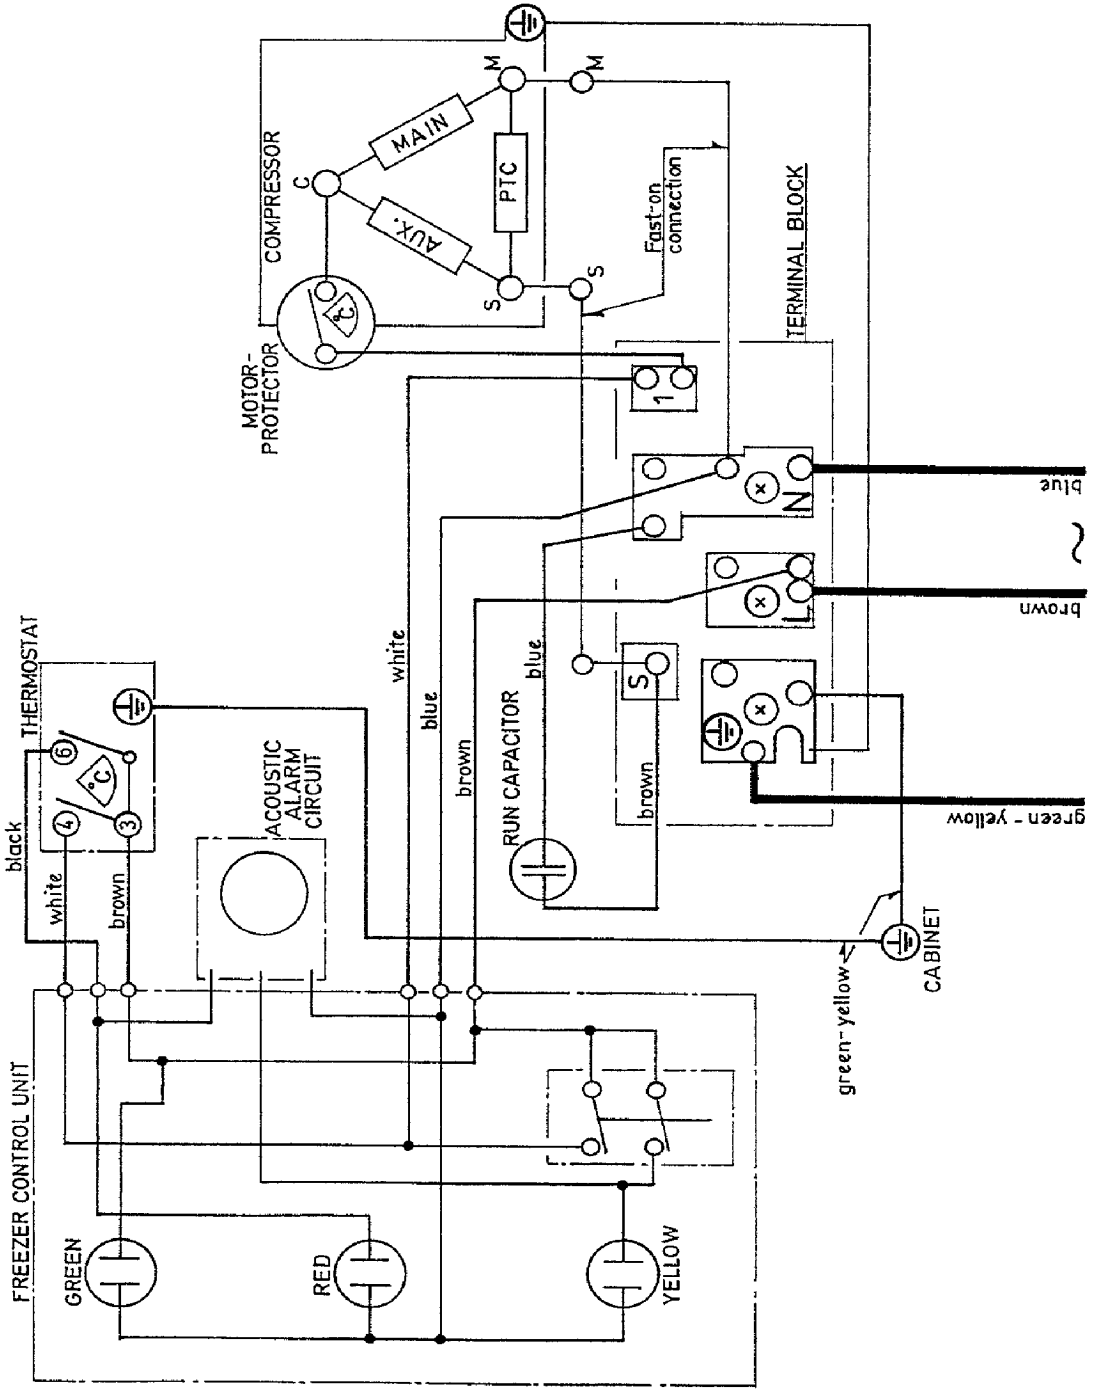 COMPRESSOR
M
M
MAIN
C
PTC
AUX.
S
S
°C
MOTOR-
PROTECTOR
Fast-on
connection
TERMINAL BLOCK
1
N
blue
~
L
brown
S
green-yellow
THERMOSTAT
6
°C
4
3
black
white
brown
ACOUSTIC
ALARM
CIRCUIT
white
blue
brown
blue
RUN CAPACITOR
brown
CABINET
green-yellow
FREEZER CONTROL UNIT
GREEN
RED
YELLOW